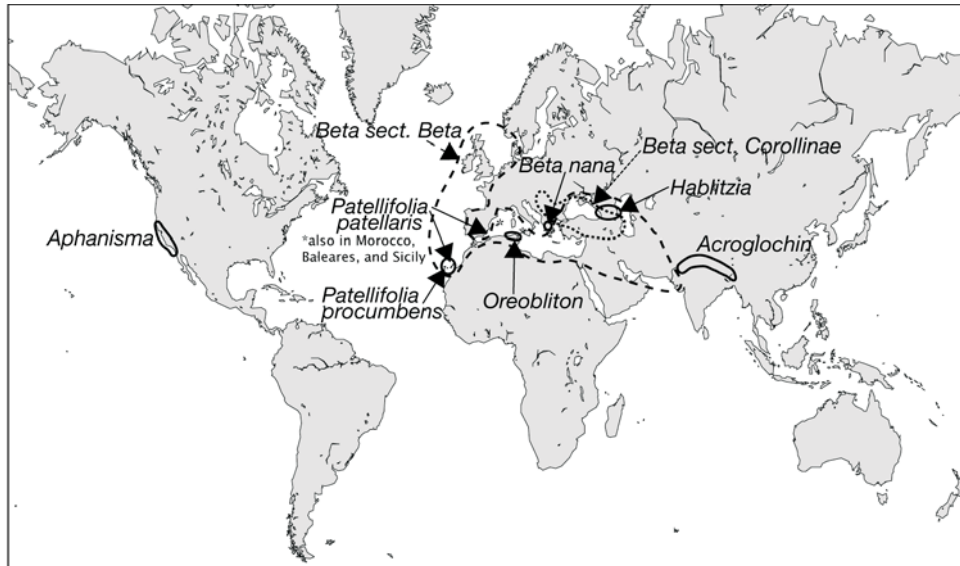 Beta sect. Beta
Beta nana
Beta sect. Corollinae
Hablitzia
Patellifolia
patellaris
*also in Morocco,
Baleares, and Sicily
*
Aphanisma
Acroglochin
Patellifolia
procumbens
Oreobliton